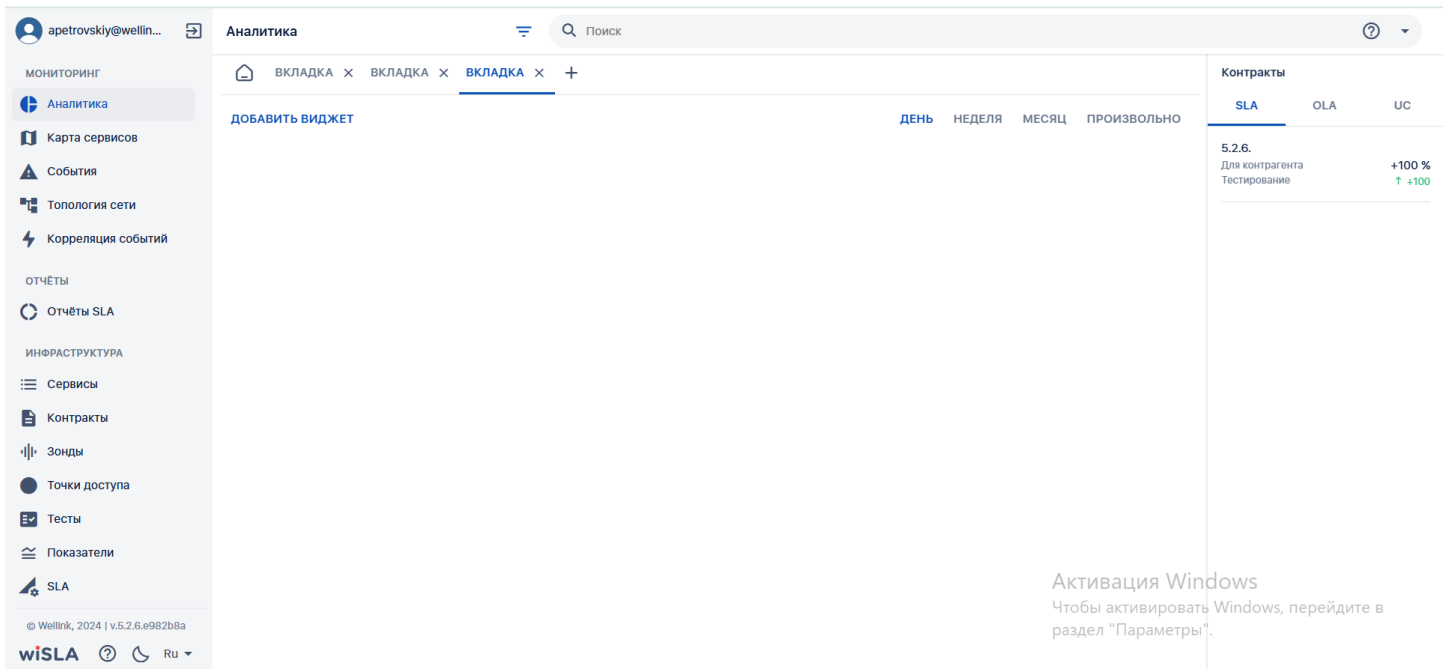 apetrovskiy@wellin...
Аналитика
Поиск
МОНИТОРИНГ
Аналитика
Карта сервисов
События
Топология сети
Корреляция событий
ОТЧЁТЫ
Отчёты SLA
ИНФРАСТРУКТУРА
Сервисы
Контракты
Зонды
Точки доступа
Тесты
Показатели
SLA
© Wellink, 2024 | v.5.2.6.e982b8a
wiSLA
Ru
ВКЛАДКА ВКЛАДКА ВКЛАДКА
ДОБАВИТЬ ВИДЖЕТ
ДЕНЬ НЕДЕЛЯ МЕСЯЦ ПРОИЗВОЛЬНО
Контракты
SLA OLA UC
5.2.6.
Для контрагента +100 %
Тестирование ↑ +100
Активация Windows
Чтобы активировать Windows, перейдите в
раздел "Параметры".